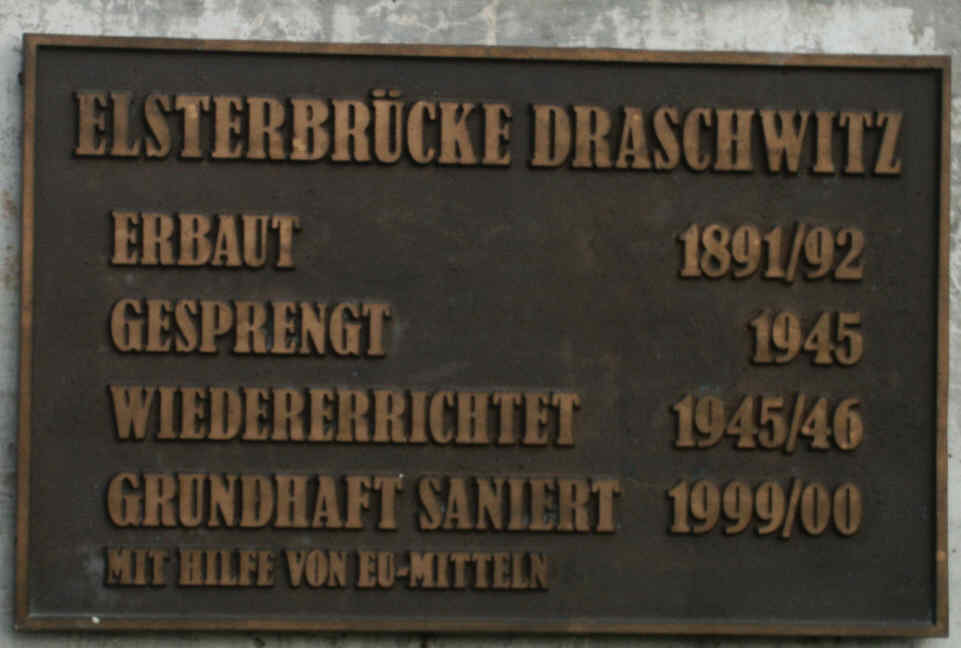 ELSTERBRÜCKE DRASCHWITZ
ERBAUT 1891/92
GESPRENGT 1945
WIEDERERRICHTET 1945/46
GRUNDHAFT SANIERT 1999/00
MIT HILFE VON EU-MITTELN